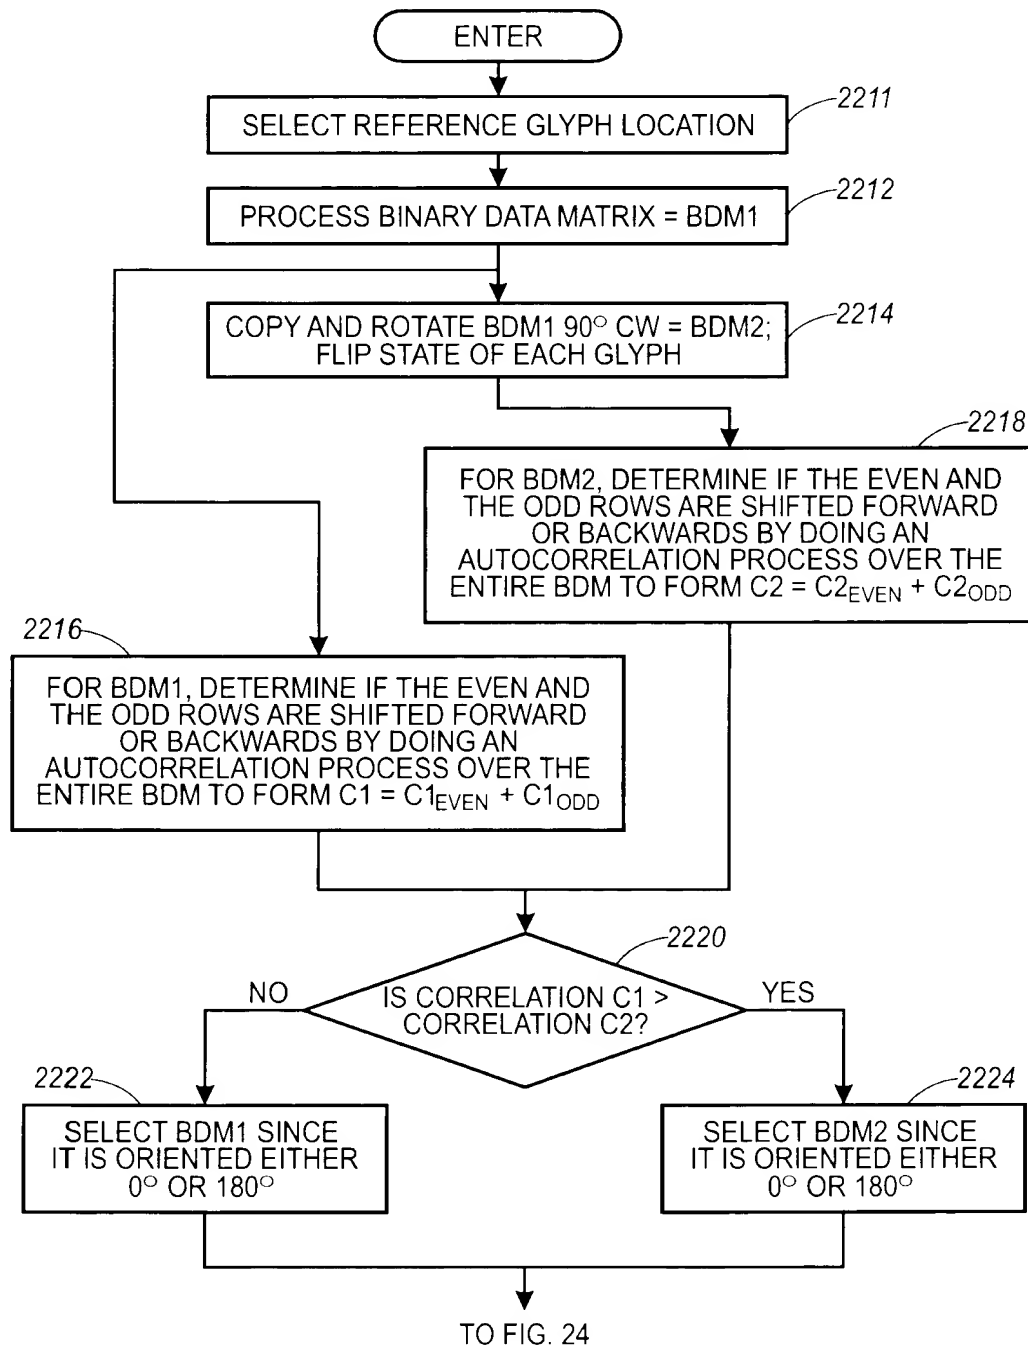 ENTER
2211
SELECT REFERENCE GLYPH LOCATION
2212
PROCESS BINARY DATA MATRIX = BDM1
2214
COPY AND ROTATE BDM1 90° CW = BDM2;
FLIP STATE OF EACH GLYPH
2218
FOR BDM2, DETERMINE IF THE EVEN AND
THE ODD ROWS ARE SHIFTED FORWARD
OR BACKWARDS BY DOING AN
AUTOCORRELATION PROCESS OVER THE
ENTIRE BDM TO FORM C2 = C2EVEN + C2ODD
2216
FOR BDM1, DETERMINE IF THE EVEN AND
THE ODD ROWS ARE SHIFTED FORWARD
OR BACKWARDS BY DOING AN
AUTOCORRELATION PROCESS OVER THE
ENTIRE BDM TO FORM C1 = C1EVEN + C1ODD
2220
IS CORRELATION C1 >
CORRELATION C2?
NO
YES
2222
SELECT BDM1 SINCE
IT IS ORIENTED EITHER
0° OR 180°
2224
SELECT BDM2 SINCE
IT IS ORIENTED EITHER
0° OR 180°
TO FIG. 24